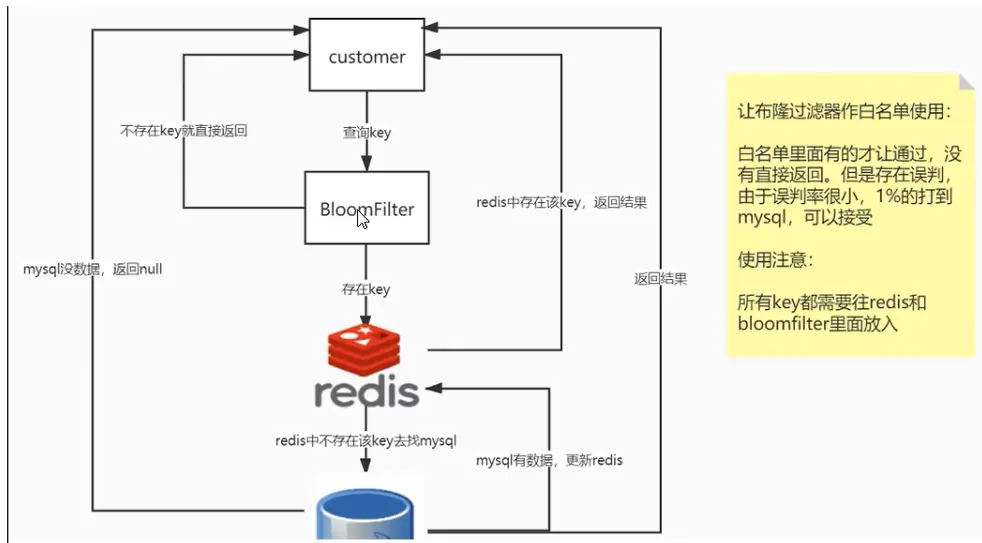 customer
不存在key就直接返回
查询key
BloomFilter
redis中存在该key，返回结果
mysql没数据，返回null
返回结果
存在key
redis
redis中不存在该key去找mysql
mysql有数据，更新redis
让布隆过滤器作白名单使用：
白名单里面有的才让通过，没
有直接返回。但是存在误判，
由于误判率很小，1%的打到
mysql，可以接受
使用注意：
所有key都需要往redis和
bloomfilter里面放入